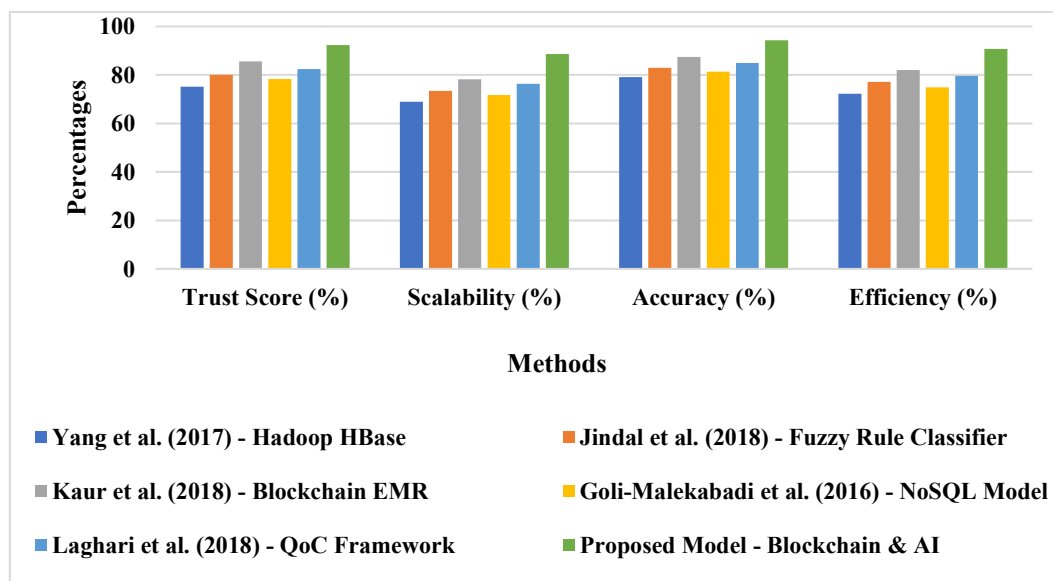 Percentages
100
80
60
40
20
0
Trust Score (%)
Scalability (%)
Accuracy (%)
Efficiency (%)
Methods
Yang et al. (2017) - Hadoop HBase
Jindal et al. (2018) - Fuzzy Rule Classifier
Kaur et al. (2018) - Blockchain EMR
Goli-Malekabadi et al. (2016) - NoSQL Model
Laghari et al. (2018) - QoC Framework
Proposed Model - Blockchain & AI